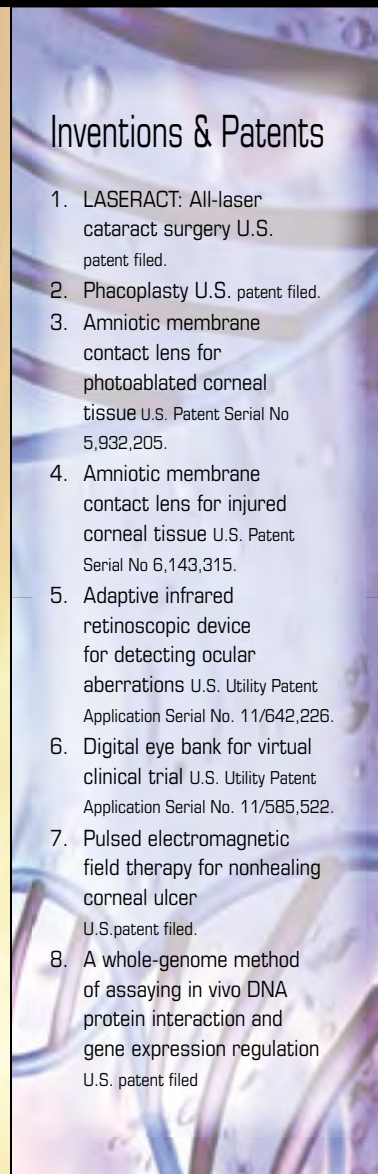 Inventions & Patents
1. LASERACT: All-laser
cataract surgery U.S.
patent filed.
2. Phacoplasty U.S. patent filed.
3. Amniotic membrane
contact lens for
photoablated corneal
tissue U.S. Patent Serial No
5,932,205.
4. Amniotic membrane
contact lens for injured
corneal tissue U.S. Patent
Serial No 6,143,315.
5. Adaptive infrared
retinoscopic device
for detecting ocular
aberrations U.S. Utility Patent
Application Serial No. 11/642,226.
6. Digital eye bank for virtual
clinical trial U.S. Utility Patent
Application Serial No. 11/585,522.
7. Pulsed electromagnetic
field therapy for nonhealing
corneal ulcer
U.S.patent filed.
8. A whole-genome method
of assaying in vivo DNA
protein interaction and
gene expression regulation
U.S. patent filed